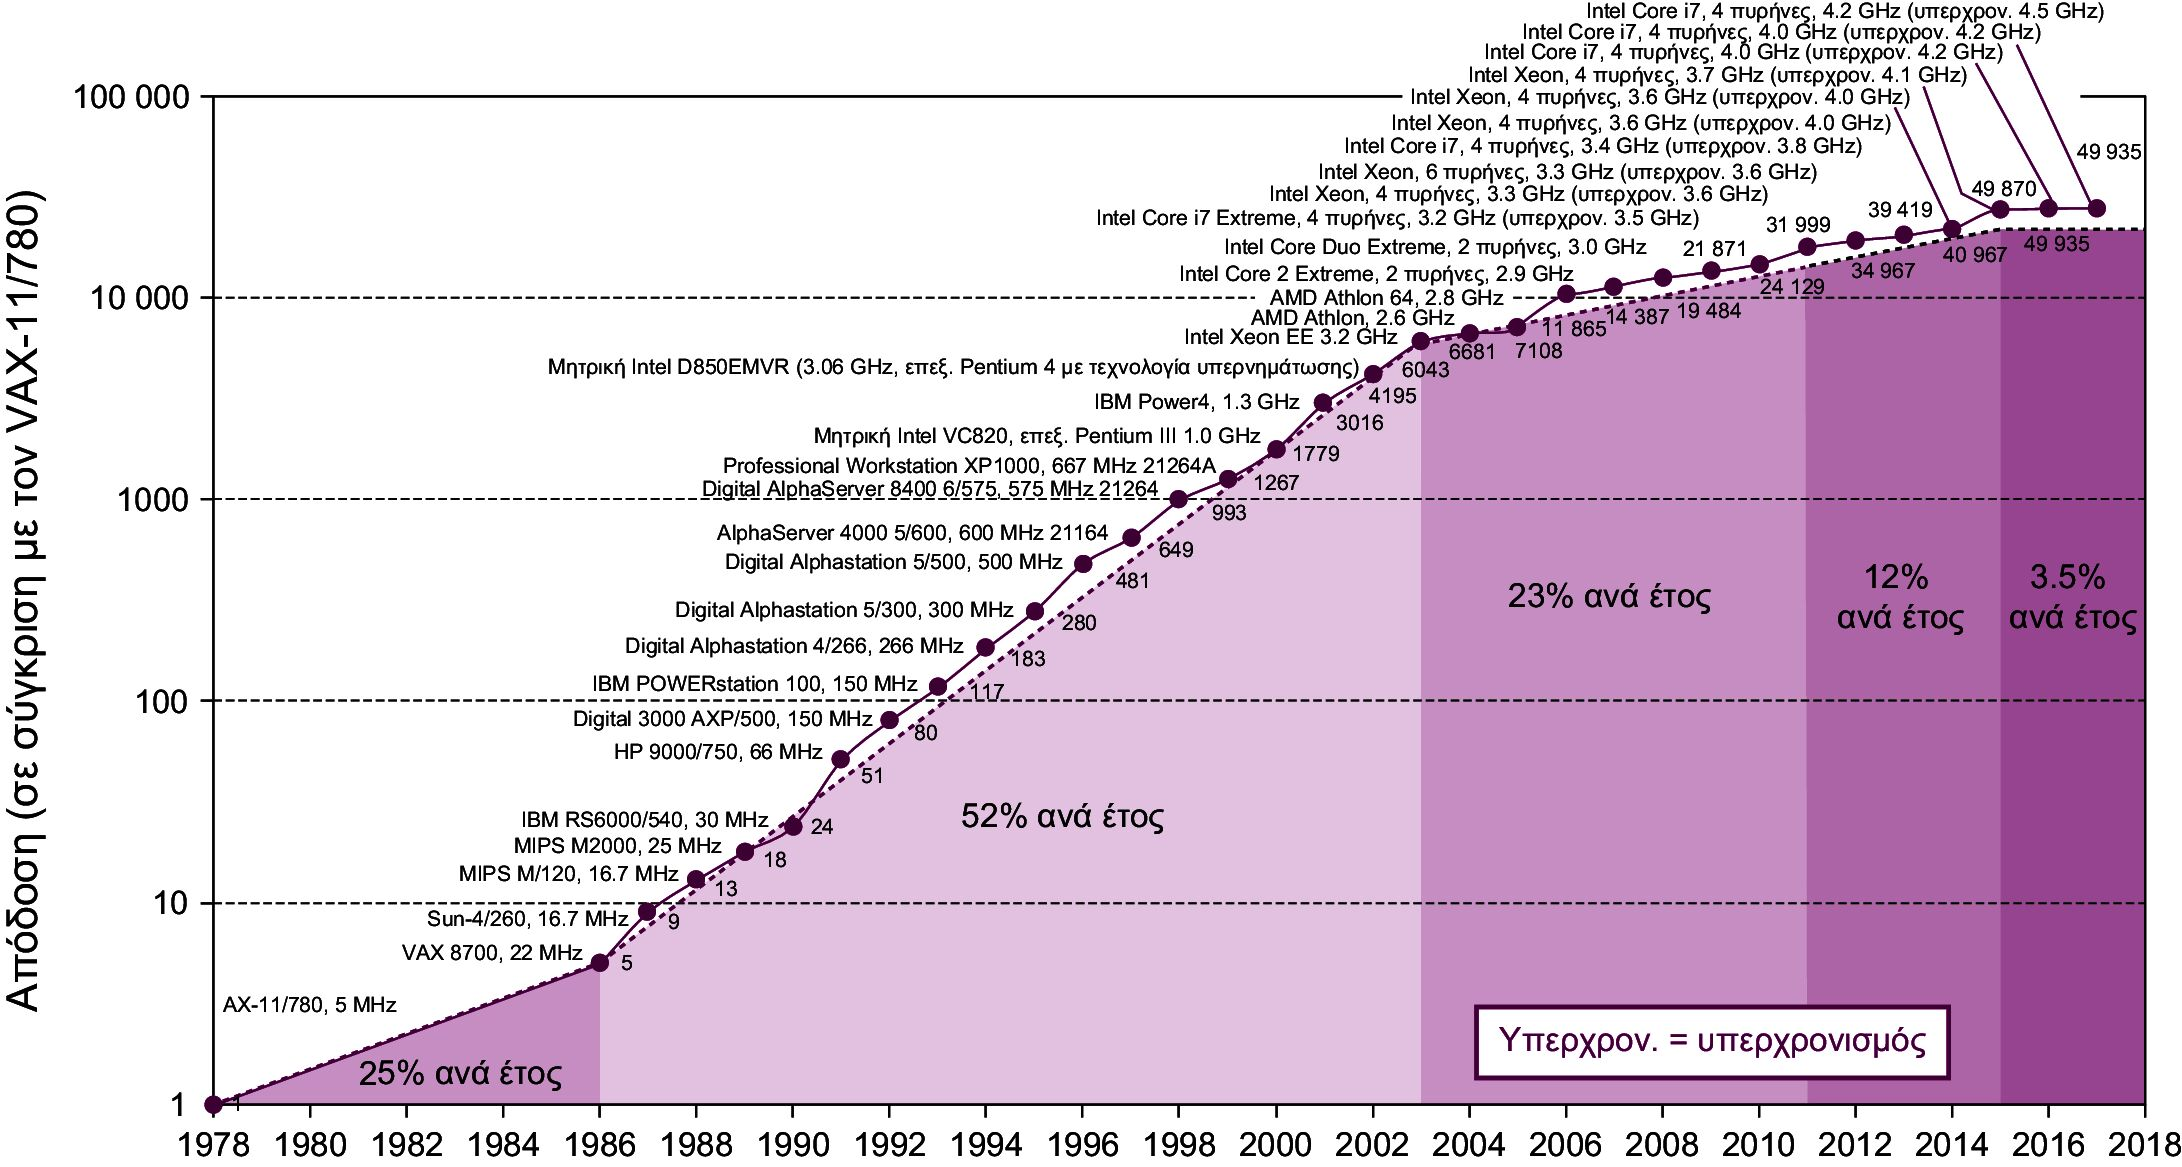 Intel Core i7, 4 πυρήνες, 4.2 GHz (υπερχρον. 4.5 GHz)
Intel Core i7, 4 πυρήνες, 4.0 GHz (υπερχρον. 4.2 GHz)
Intel Core i7, 4 πυρήνες, 4.0 GHz (υπερχρον. 4.2 GHz)
Intel Xeon, 4 πυρήνες, 3.7 GHz (υπερχρον. 4.1 GHz)
Intel Xeon, 4 πυρήνες, 3.6 GHz (υπερχρον. 4.0 GHz)
Intel Xeon, 4 πυρήνες, 3.6 GHz (υπερχρον. 4.0 GHz)
Intel Core i7, 4 πυρήνες, 3.4 GHz (υπερχρον. 3.8 GHz)
Intel Xeon, 6 πυρήνες, 3.3 GHz (υπερχρον. 3.6 GHz)
Intel Xeon, 4 πυρήνες, 3.3 GHz (υπερχρον. 3.6 GHz)
Intel Core i7 Extreme, 4 πυρήνες, 3.2 GHz (υπερχρον. 3.5 GHz)
Intel Core Duo Extreme, 2 πυρήνες, 3.0 GHz
Intel Core 2 Extreme, 2 πυρήνες, 2.9 GHz
AMD Athlon 64, 2.8 GHz
AMD Athlon, 2.6 GHz
Intel Xeon EE 3.2 GHz
Μητρική Intel D850EMVR (3.06 GHz, επεξ. Pentium 4 με τεχνολογία υπερνημάτωσης)
IBM Power4, 1.3 GHz
Μητρική Intel VC820, επεξ. Pentium III 1.0 GHz
Professional Workstation XP1000, 667 MHz 21264A
Digital AlphaServer 8400 6/575, 575 MHz 21264
AlphaServer 4000 5/600, 600 MHz 21164
Digital Alphastation 5/500, 500 MHz
Digital Alphastation 5/300, 300 MHz
Digital Alphastation 4/266, 266 MHz
IBM POWERstation 100, 150 MHz
Digital 3000 AXP/500, 150 MHz
HP 9000/750, 66 MHz
IBM RS6000/540, 30 MHz
MIPS M2000, 25 MHz
MIPS M/120, 16.7 MHz
Sun-4/260, 16.7 MHz
VAX 8700, 22 MHz
AX-11/780, 5 MHz
49 935
49 870
39 419
31 999
21 871
49 935
40 967
34 967
24 129
19 484
14 387
11 865
7108
6681
6043
4195
3016
1779
1267
993
649
481
280
183
117
80
51
24
18
13
9
5
25% ανά έτος
52% ανά έτος
23% ανά έτος
12%
ανά έτος
3.5%
ανά έτος
Υπερχρον. = υπερχρονισμός
Απόδοση (σε σύγκριση με τον VAX-11/780)
100 000
10 000
1000
100
10
1
1978 1980 1982 1984 1986 1988 1990 1992 1994 1996 1998 2000 2002 2004 2006 2008 2010 2012 2014 2016 2018